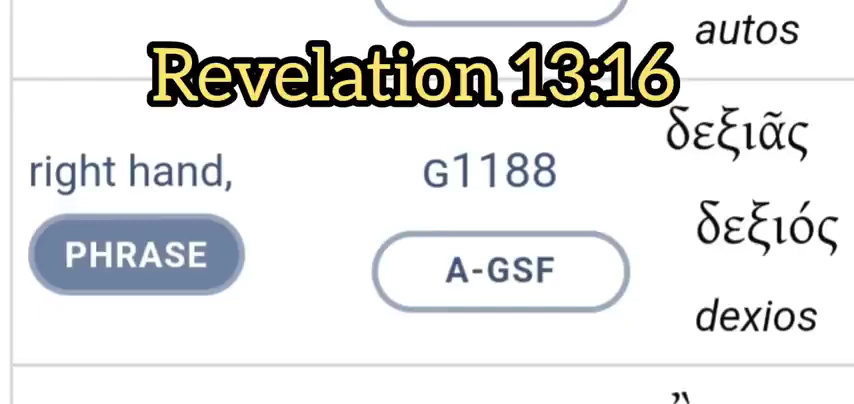 autos
Revelation 13:16
δεξιᾶς
right hand,
G1188
δεξιός
PHRASE
A-GSF
dexios